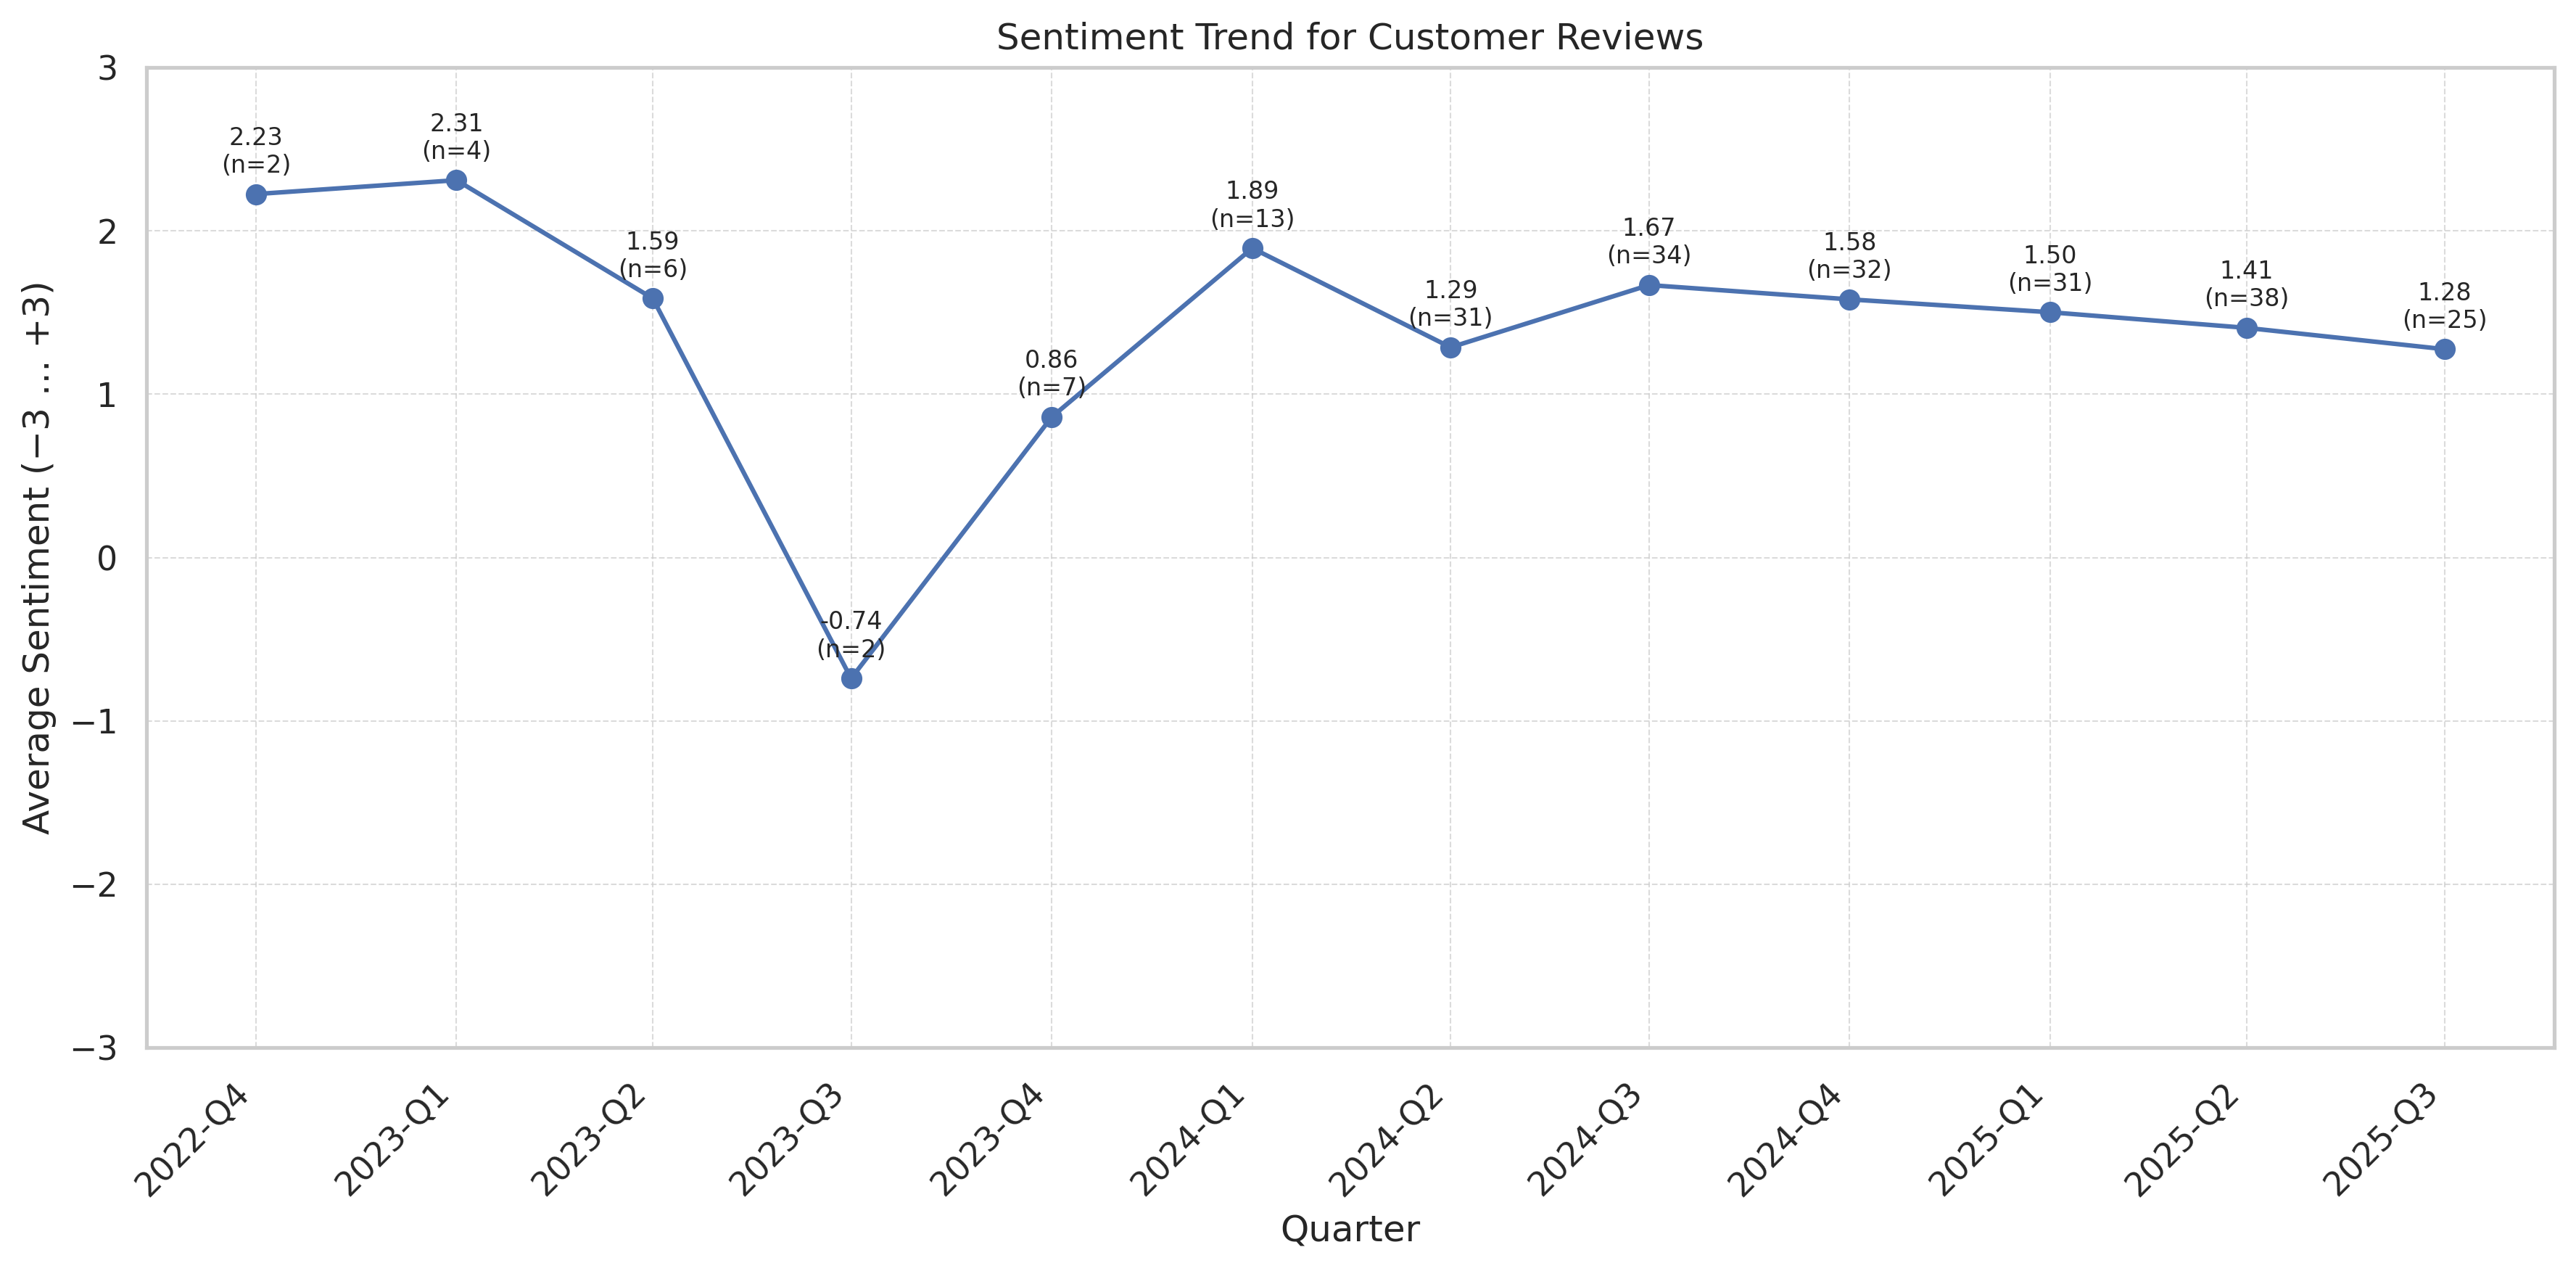 Sentiment Trend for Customer Reviews
Average Sentiment (−3 … +3)
3
2
1
0
−1
−2
−3
2.23
(n=2)
2.31
(n=4)
1.59
(n=6)
-0.74
(n=2)
0.86
(n=7)
1.89
(n=13)
1.29
(n=31)
1.67
(n=34)
1.58
(n=32)
1.50
(n=31)
1.41
(n=38)
1.28
(n=25)
2022-Q4
2023-Q1
2023-Q2
2023-Q3
2023-Q4
2024-Q1
2024-Q2
2024-Q3
2024-Q4
2025-Q1
2025-Q2
2025-Q3
Quarter